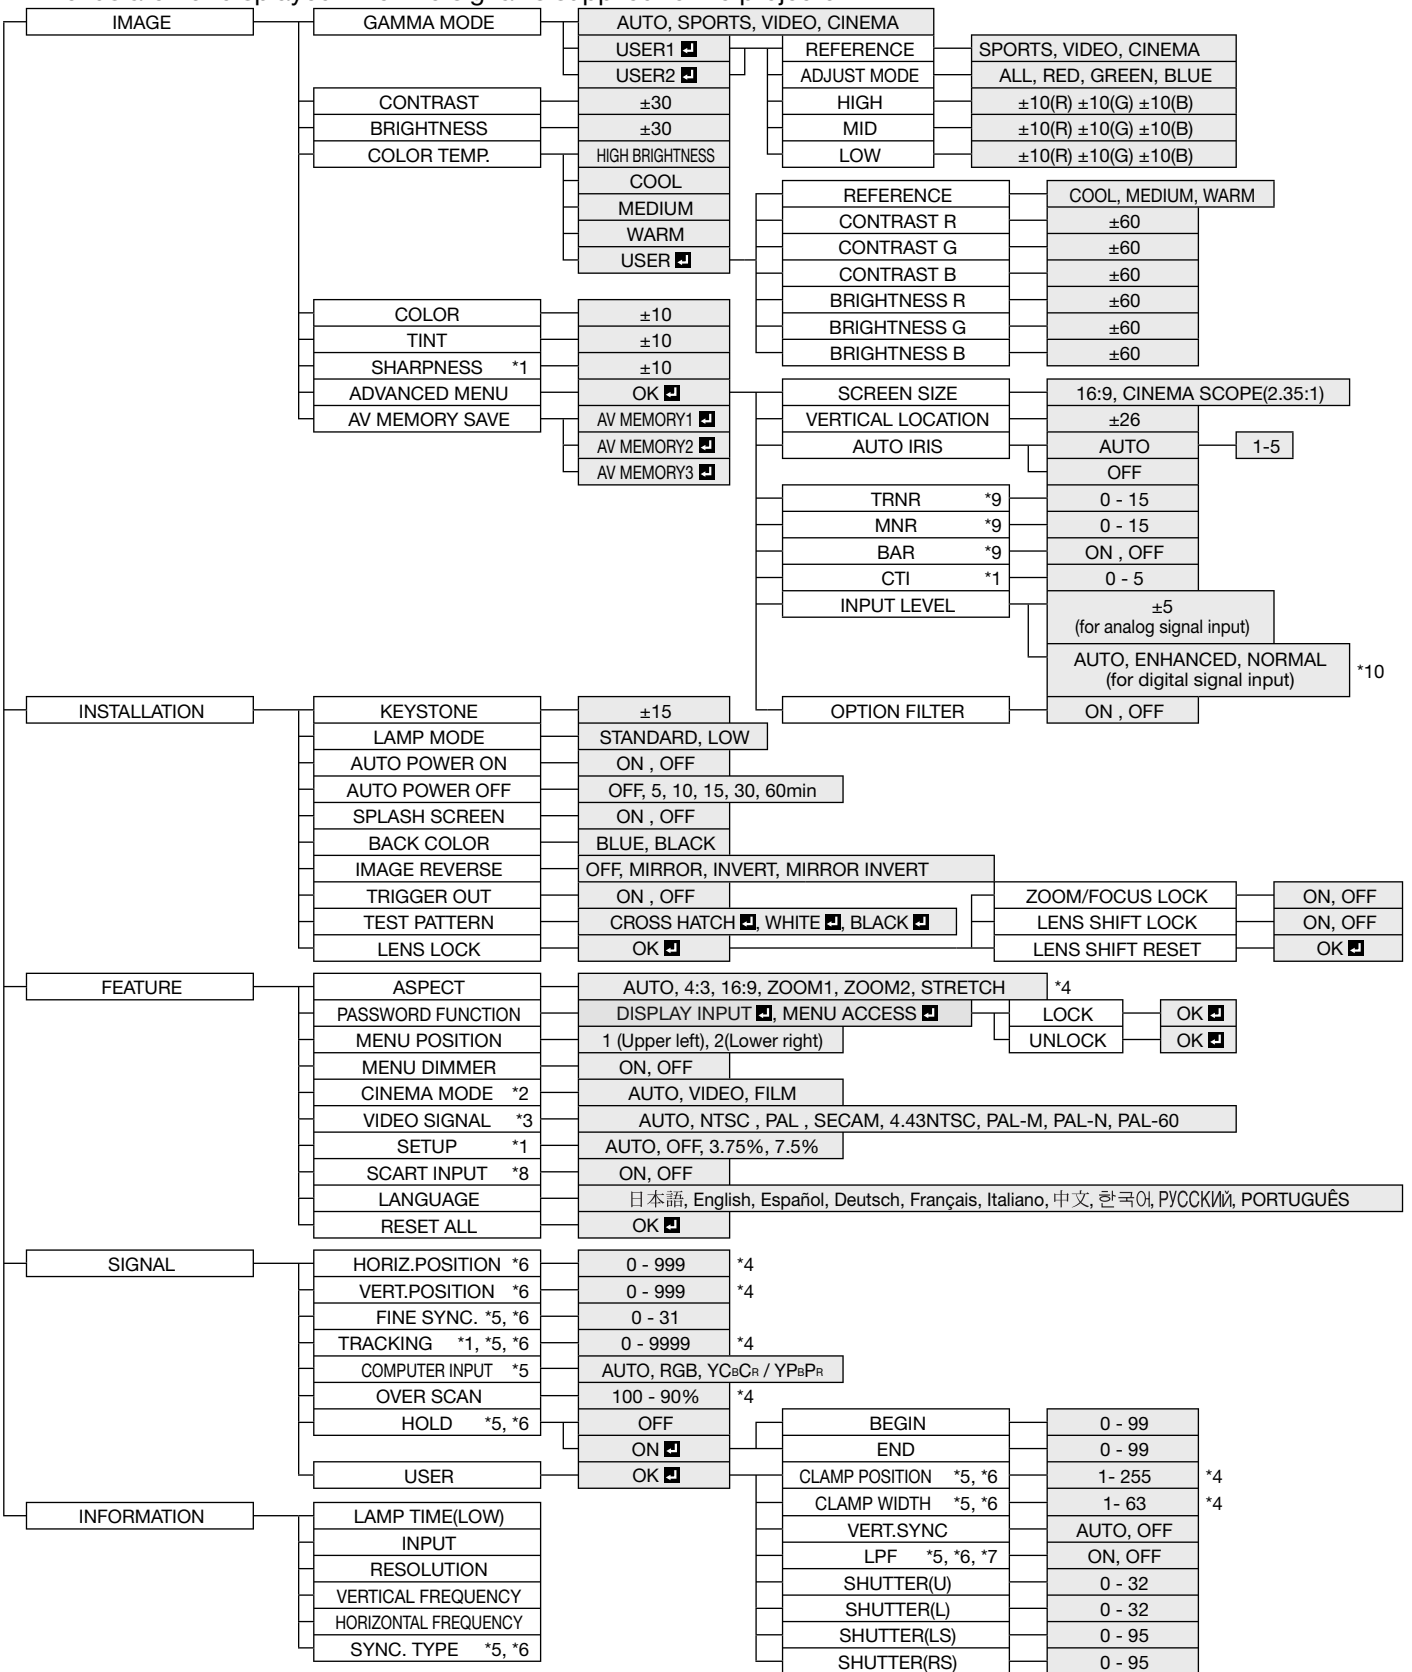 IMAGE GAMMA MODE AUTO, SPORTS, VIDEO, CINEMA
USER1 REFERENCE SPORTS, VIDEO, CINEMA
USER2 ADJUST MODE ALL, RED, GREEN, BLUE
CONTRAST ±30 HIGH ±10(R) ±10(G) ±10(B)
BRIGHTNESS ±30 MID ±10(R) ±10(G) ±10(B)
COLOR TEMP. HIGH BRIGHTNESS LOW ±10(R) ±10(G) ±10(B)
COOL
REFERENCE COOL, MEDIUM, WARM
MEDIUM
CONTRAST R ±60
WARM
CONTRAST G ±60
USER
CONTRAST B ±60
BRIGHTNESS R ±60
COLOR ±10
BRIGHTNESS G ±60
TINT ±10
BRIGHTNESS B ±60
SHARPNESS *1 ±10
ADVANCED MENU OK SCREEN SIZE 16:9, CINEMA SCOPE(2.35:1)
AV MEMORY SAVE AV MEMORY1 VERTICAL LOCATION ±26
AV MEMORY2 AUTO IRIS AUTO 1-5
AV MEMORY3 OFF
TRNR *9 0 - 15
MNR *9 0 - 15
BAR *9 ON , OFF
CTI *1 0 - 5
INPUT LEVEL ±5
(for analog signal input)
AUTO, ENHANCED, NORMAL
(for digital signal input) *10
INSTALLATION KEYSTONE ±15 OPTION FILTER ON , OFF
LAMP MODE STANDARD, LOW
AUTO POWER ON ON , OFF
AUTO POWER OFF OFF, 5, 10, 15, 30, 60min
SPLASH SCREEN ON , OFF
BACK COLOR BLUE, BLACK
IMAGE REVERSE OFF, MIRROR, INVERT, MIRROR INVERT
TRIGGER OUT ON , OFF ZOOM/FOCUS LOCK ON, OFF
TEST PATTERN CROSS HATCH , WHITE , BLACK LENS SHIFT LOCK ON, OFF
LENS LOCK OK LENS SHIFT RESET OK
FEATURE ASPECT AUTO, 4:3, 16:9, ZOOM1, ZOOM2, STRETCH *4
PASSWORD FUNCTION DISPLAY INPUT , MENU ACCESS LOCK OK
MENU POSITION 1 (Upper left), 2(Lower right) UNLOCK OK
MENU DIMMER ON, OFF
CINEMA MODE *2 AUTO, VIDEO, FILM
VIDEO SIGNAL *3 AUTO, NTSC , PAL , SECAM, 4.43NTSC, PAL-M, PAL-N, PAL-60
SETUP *1 AUTO, OFF, 3.75%, 7.5%
SCART INPUT *8 ON, OFF
LANGUAGE 日本語, English, Español, Deutsch, Français, Italiano, 中文, 한국어, РУССКИЙ, PORTUGUÊS
RESET ALL OK
SIGNAL HORIZ.POSITION *6 0 - 999 *4
VERT.POSITION *6 0 - 999 *4
FINE SYNC. *5, *6 0 - 31
TRACKING *1, *5, *6 0 - 9999 *4
COMPUTER INPUT *5 AUTO, RGB, YCBCR / YPBPR
OVER SCAN 100 - 90% *4
HOLD *5, *6 OFF BEGIN 0 - 99
ON END 0 - 99
USER OK CLAMP POSITION *5, *6 1- 255 *4
INFORMATION LAMP TIME(LOW) CLAMP WIDTH *5, *6 1- 63 *4
INPUT VERT.SYNC AUTO, OFF
RESOLUTION LPF *5, *6, *7 ON, OFF
VERTICAL FREQUENCY SHUTTER(U) 0 - 32
HORIZONTAL FREQUENCY SHUTTER(L) 0 - 32
SYNC. TYPE *5, *6 SHUTTER(LS) 0 - 95
SHUTTER(RS) 0 - 95